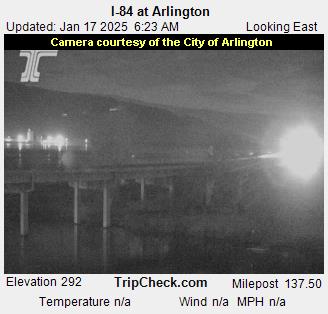 I-84 at Arlington
Updated: Jan 17 2025 6:23 AM Looking East
Camera courtesy of the City of Arlington
Elevation 292 TripCheck.com Milepost 137.50
Temperature n/a Wind n/a MPH n/a